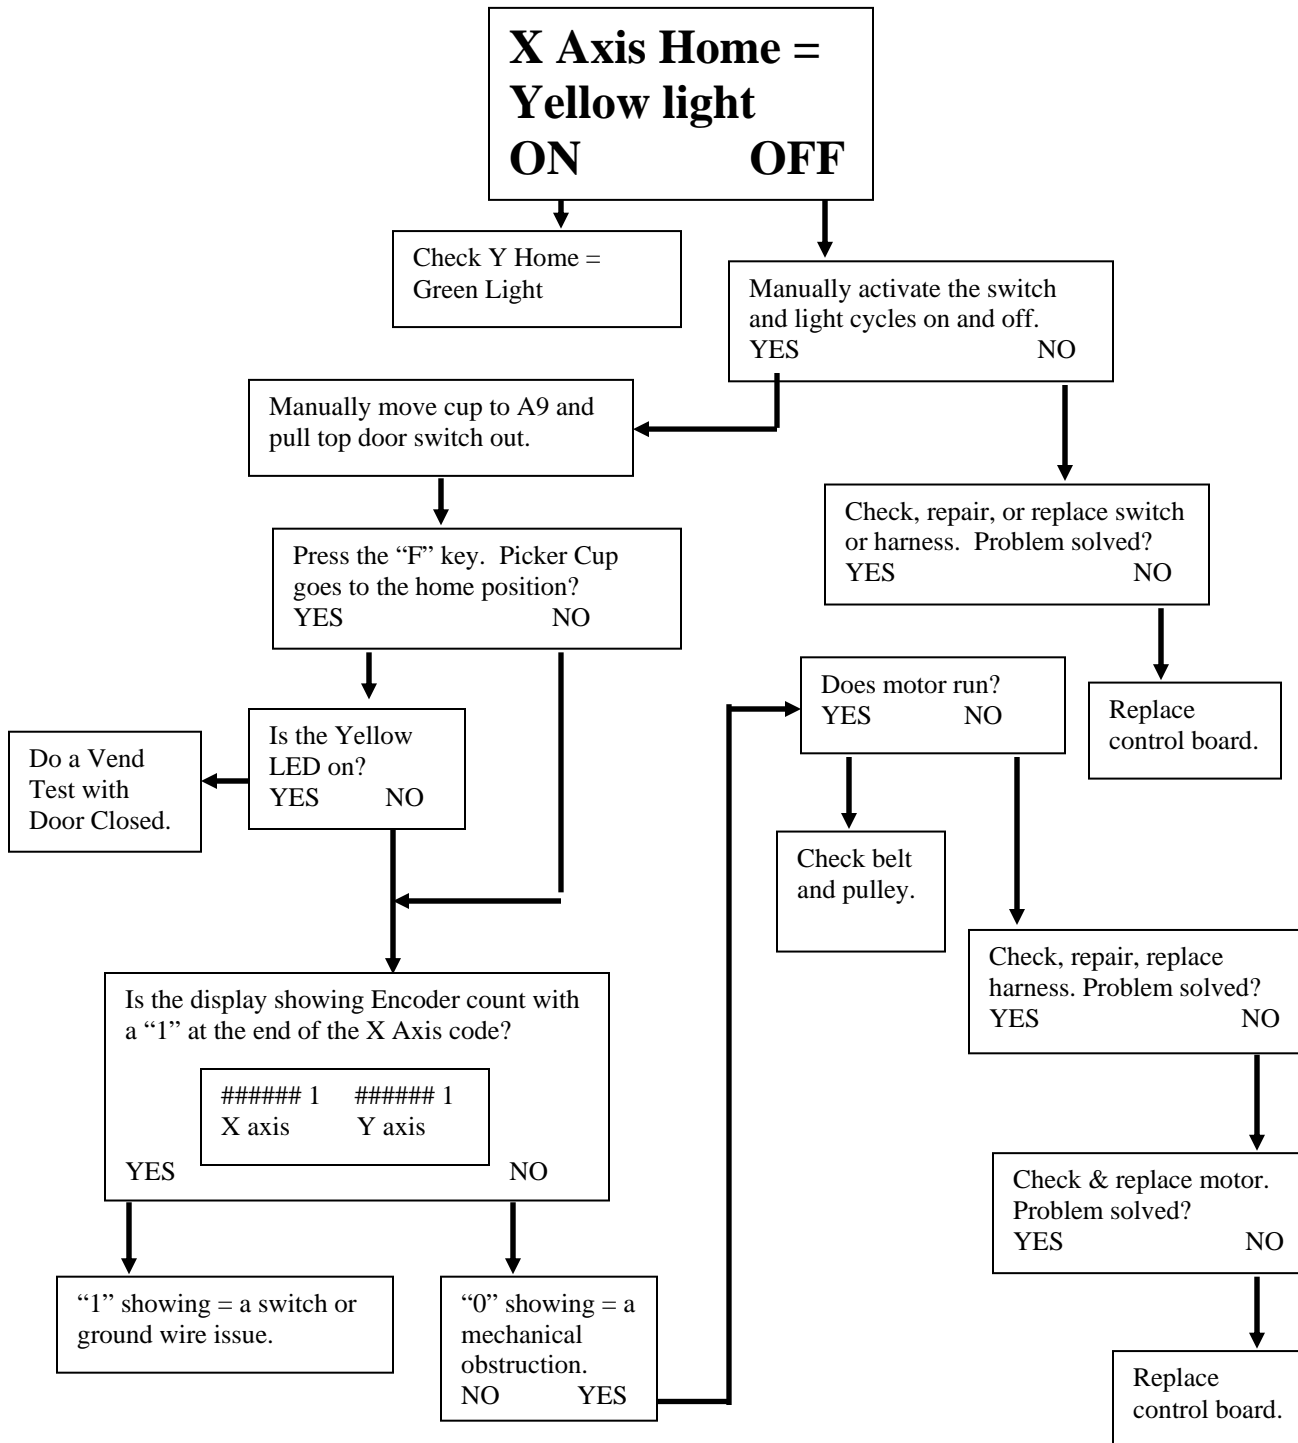 X Axis Home =
Yellow light
ON OFF
Check Y Home =
Green Light
Manually activate the switch
and light cycles on and off.
YES NO
Manually move cup to A9 and
pull top door switch out.
Check, repair, or replace switch
or harness.  Problem solved?
YES NO
Press the “F” key.  Picker Cup
goes to the home position?
YES NO
Does motor run?
YES NO
Replace
control board.
Is the Yellow
LED on?
YES NO
Do a Vend
Test with
Door Closed.
Check belt
and pulley.
Check, repair, replace
harness. Problem solved?
YES NO
Is the display showing Encoder count with
a “1” at the end of the X Axis code?
###### 1 ###### 1
X axis Y axis
YES NO
Check & replace motor.
Problem solved?
YES NO
“1” showing = a switch or
ground wire issue.
“0” showing = a
mechanical
obstruction.
NO YES
Replace
control board.